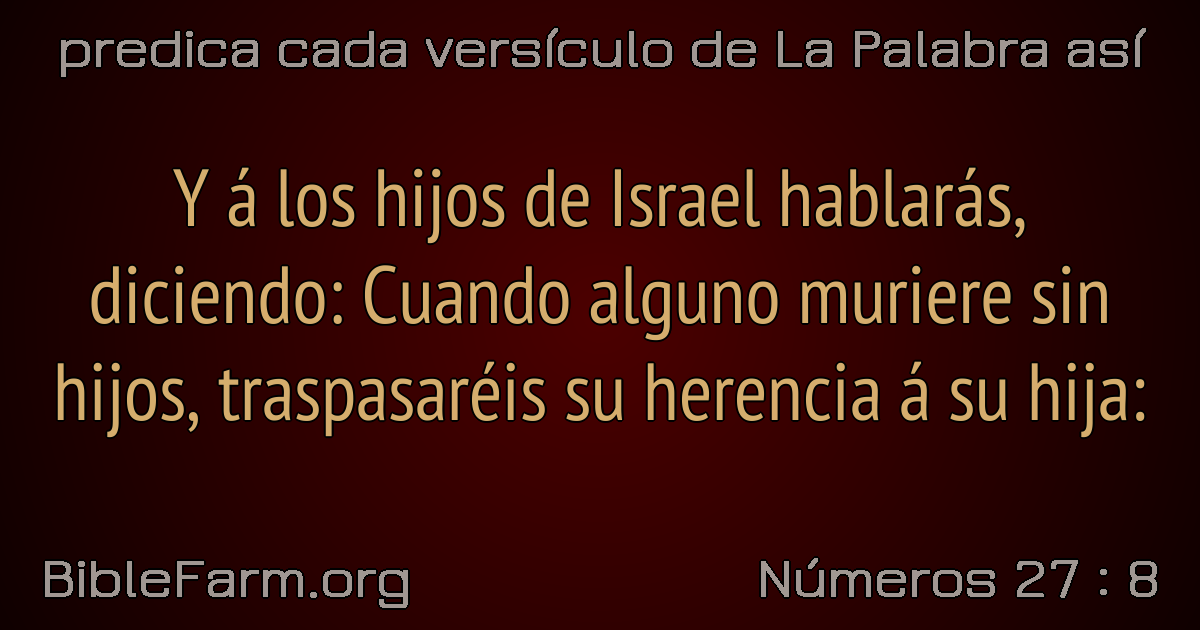 predica cada versículo de La Palabra así
Y á los hijos de Israel hablarás,
diciendo: Cuando alguno muriere sin
hijos, traspasaréis su herencia á su hija:
BibleFarm.org
Números 27 : 8